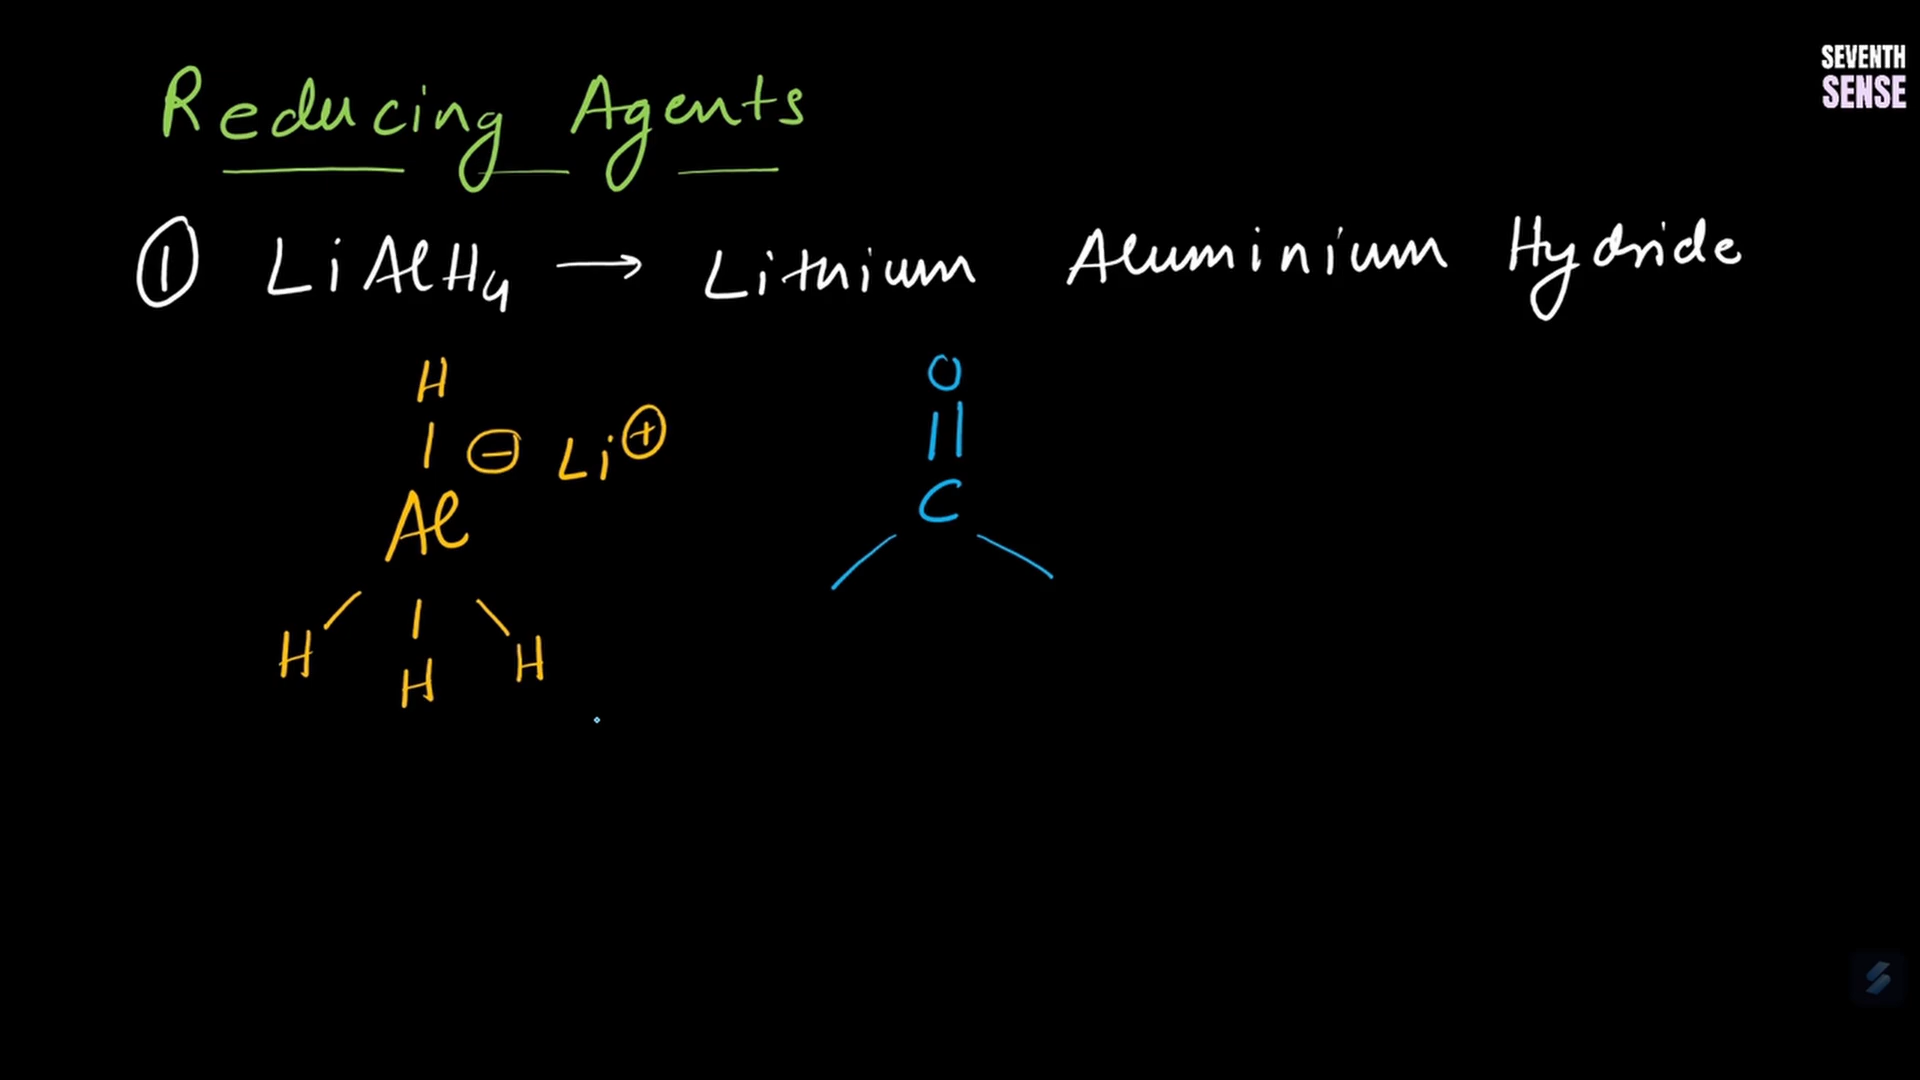 SEVENTH
SENSE
Reducing Agents
① LiAlH₄ → Lithium Aluminium Hydride
H O
⊖ Li⊕
Al C
H H H